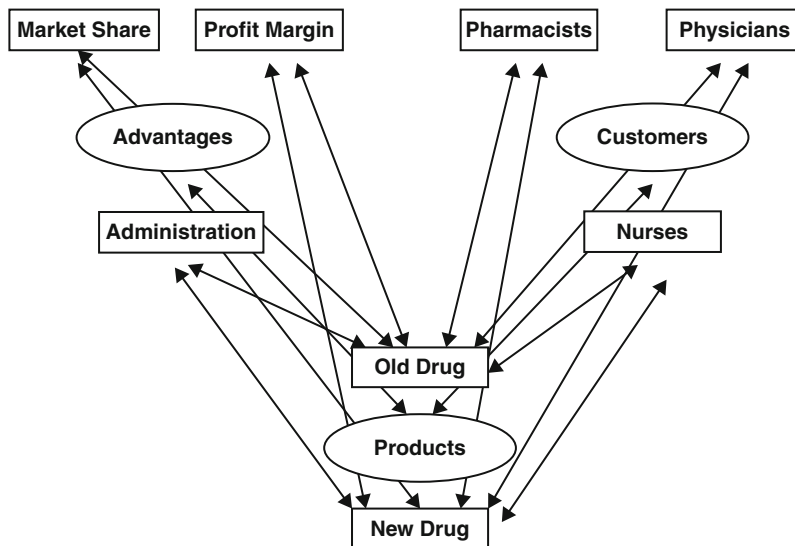 Market Share
Profit Margin
Pharmacists
Physicians
Advantages
Customers
Administration
Nurses
Old Drug
Products
New Drug